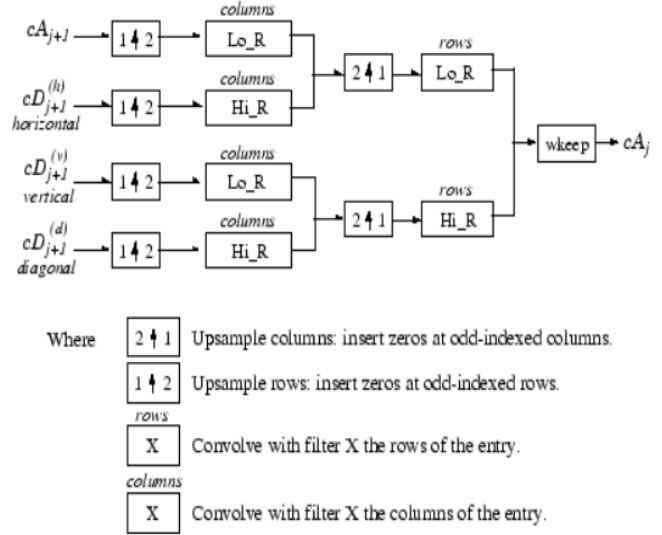 columns
cA_{j+1} 1 ↑ 2 Lo_R
columns rows
2 ↑ 1 Lo_R
cD_{j+1}^{(h)} 1 ↑ 2 Hi_R
horizontal
columns
wkeep cA_j
cD_{j+1}^{(v)} 1 ↑ 2 Lo_R
vertical
columns rows
2 ↑ 1 Hi_R
cD_{j+1}^{(d)} 1 ↑ 2 Hi_R
diagonal
Where 2 ↑ 1 Upsample columns: insert zeros at odd-indexed columns.
1 ↑ 2 Upsample rows: insert zeros at odd-indexed rows.
rows
X Convolve with filter X the rows of the entry.
columns
X Convolve with filter X the columns of the entry.